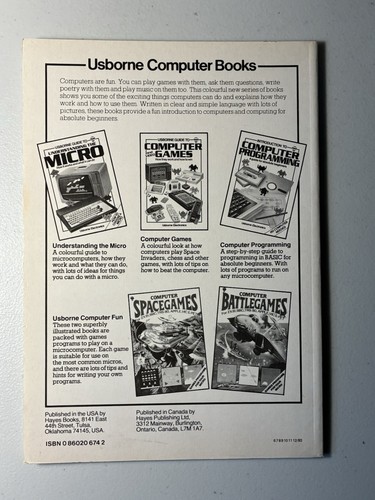 Usborne Computer Books
Computers are fun. You can play games with them, ask them questions, write
poetry with them and play music on them too. This colourful new series of books
shows you some of the exciting things computers can do and explains how they
work and how to use them. Written in clear and simple language with lots of
pictures, these books provide a fun introduction to computers and computing for
absolute beginners.
USBORNE GUIDE TO
UNDERSTANDING THE
MICRO
USBORNE GUIDE TO
COMPUTER
GAMES
INTRODUCTION TO
COMPUTER
PROGRAMMING
Understanding the Micro
A colourful guide to
microcomputers, how they
work and what they can do,
with lots of ideas for things
you can do with a micro.
Computer Games
A colourful look at how
computers play Space
Invaders, chess and other
games, with lots of tips on
how to beat the computer.
Computer Programming
A step-by-step guide to
programming in BASIC for
absolute beginners. With
lots of programs to run on
any microcomputer.
Usborne Computer Fun
These two superbly
illustrated books are
packed with games
programs to play on a
microcomputer. Each game
is suitable for use on
the most common micros,
and there are lots of tips and
hints for writing your own
programs.
COMPUTER
SPACEGAMES
COMPUTER
BATTLEGAMES
Published in the USA by
Hayes Books, 8141 East
44th Street, Tulsa,
Oklahoma 74145, USA.
Published in Canada by
Hayes Publishing Ltd,
3312 Mainway, Burlington,
Ontario, Canada, L7M 1A7.
ISBN 0 86020 674 2